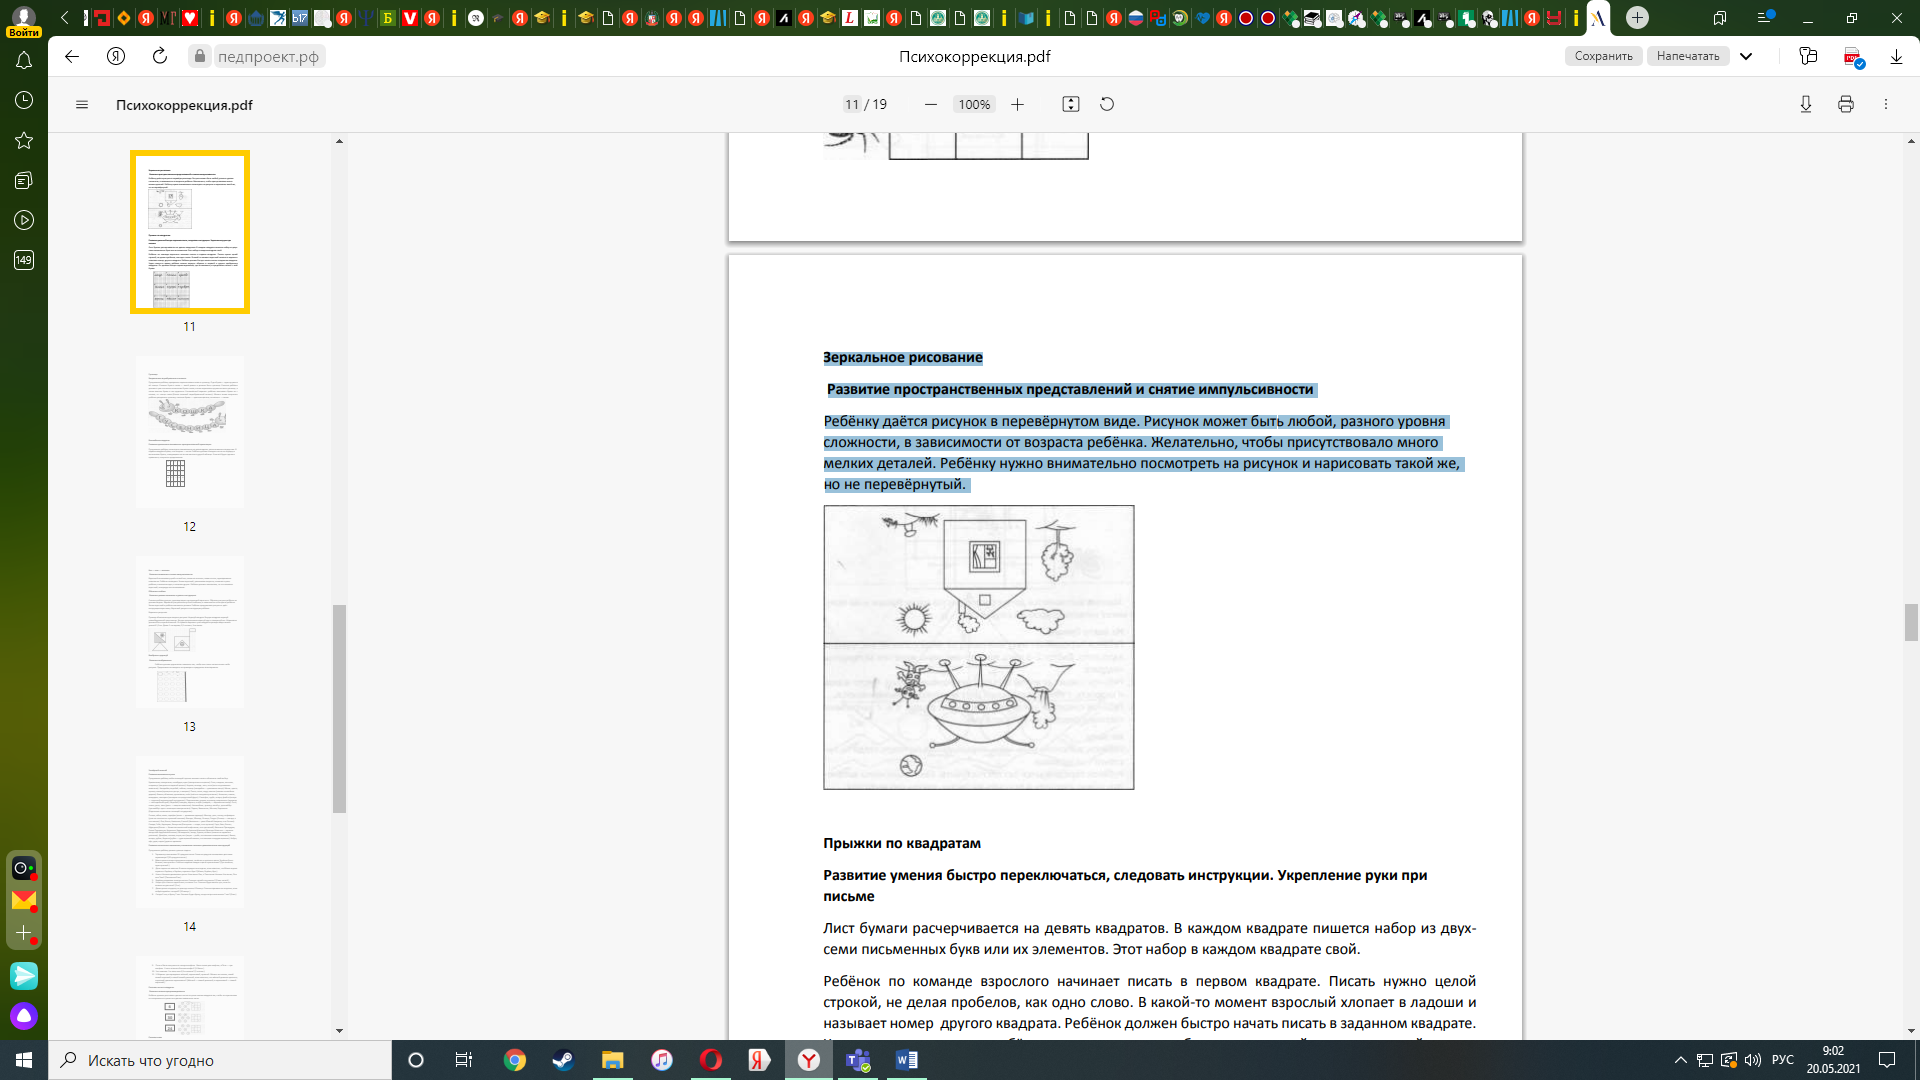 Войти
педпроект.рф
Психокоррекция.pdf
Сохранить
Напечатать
Психокоррекция.pdf
11 / 19
100%
149
11
12
13
14
Зеркальное рисование
Развитие пространственных представлений и снятие импульсивности
Ребёнку даётся рисунок в перевёрнутом виде. Рисунок может быть любой, разного уровня
сложности, в зависимости от возраста ребёнка. Желательно, чтобы присутствовало много
мелких деталей. Ребёнку нужно внимательно посмотреть на рисунок и нарисовать такой же,
но не перевёрнутый.
Прыжки по квадратам
Развитие умения быстро переключаться, следовать инструкции. Укрепление руки при
письме
Лист бумаги расчерчивается на девять квадратов. В каждом квадрате пишется набор из двух-
семи письменных букв или их элементов. Этот набор в каждом квадрате свой.
Ребёнок по команде взрослого начинает писать в первом квадрате. Писать нужно целой
строкой, не делая пробелов, как одно слово. В какой-то момент взрослый хлопает в ладоши и
называет номер другого квадрата. Ребёнок должен быстро начать писать в заданном квадрате.
Искать что угодно
РУС
9:02
20.05.2021